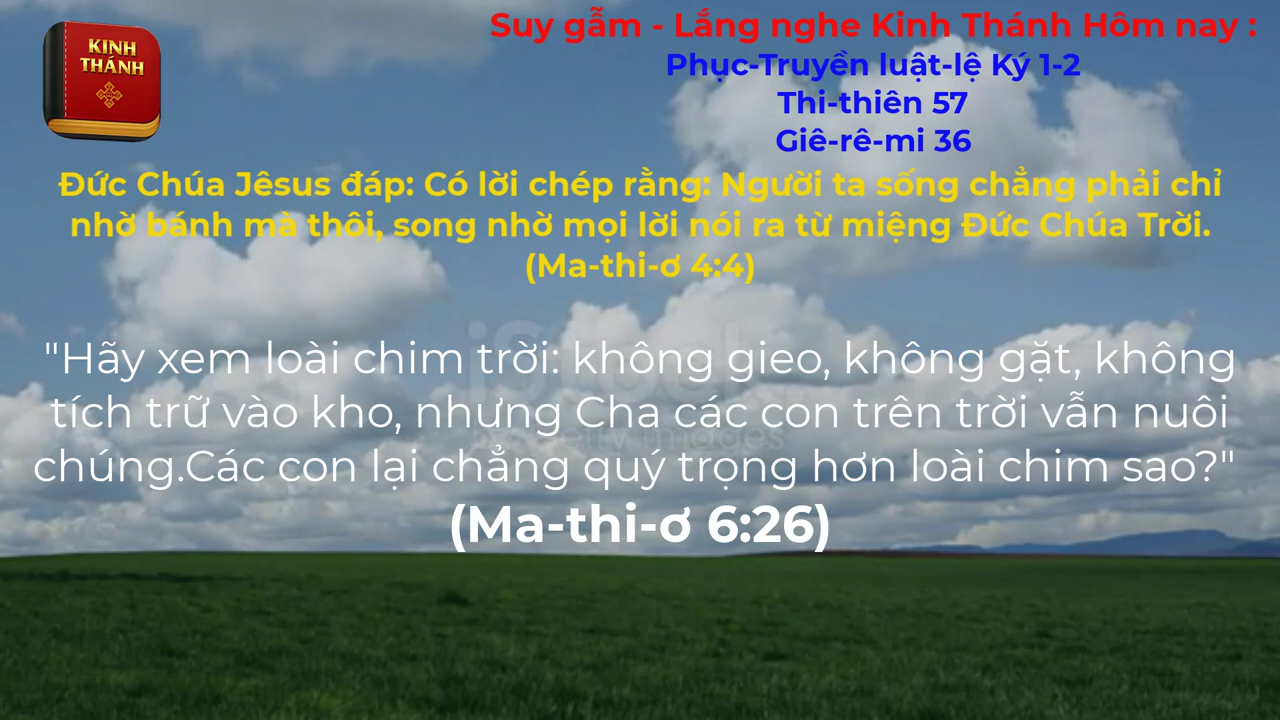 KINH
THÁNH
Suy gẫm - Lắng nghe Kinh Thánh Hôm nay :
Phục-Truyền luật-lệ Ký 1-2
Thi-thiên 57
Giê-rê-mi 36
Đức Chúa Jêsus đáp: Có lời chép rằng: Người ta sống chẳng phải chỉ
nhờ bánh mà thôi, song nhờ mọi lời nói ra từ miệng Đức Chúa Trời.
(Ma-thi-ơ 4:4)
"Hãy xem loài chim trời: không gieo, không gặt, không
tích trữ vào kho, nhưng Cha các con trên trời vẫn nuôi
chúng.Các con lại chẳng quý trọng hơn loài chim sao?"
(Ma-thi-ơ 6:26)